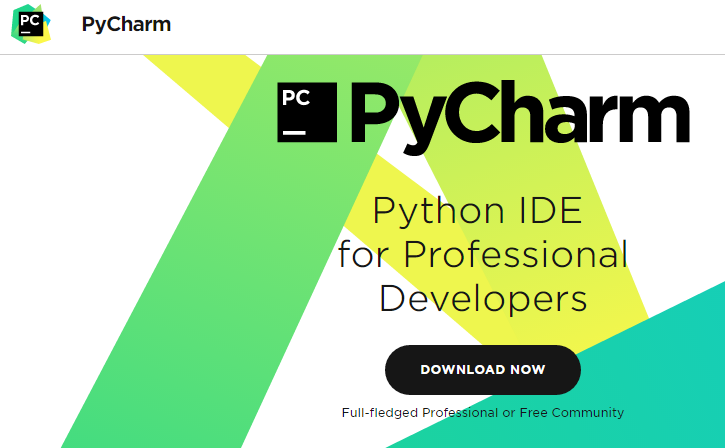 PC
PyCharm
PC
PyCharm
Python IDE
for Professional
Developers
DOWNLOAD NOW
Full-fledged Professional or Free Community